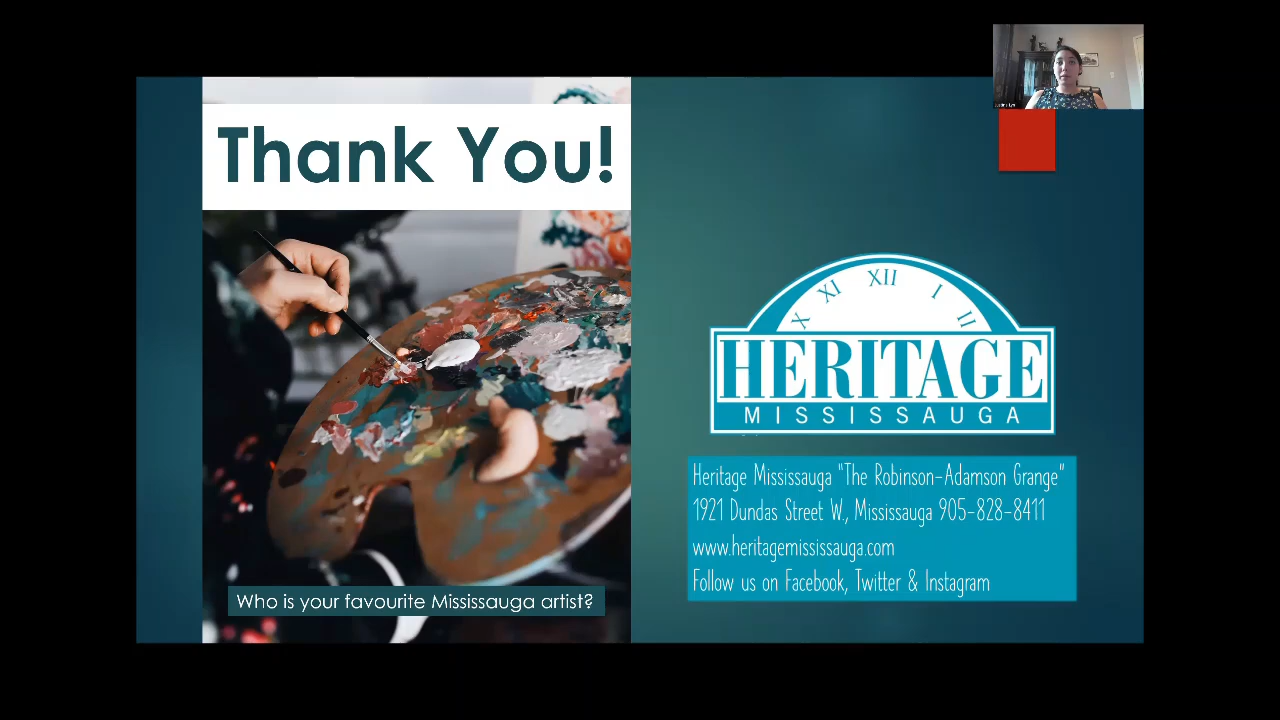 Thank You!
Who is your favourite Mississauga artist?
X XI XII I II
HERITAGE
MISSISSAUGA
Heritage Mississauga "The Robinson-Adamson Grange"
1921 Dundas Street W., Mississauga 905-828-8411
www.heritagemississauga.com
Follow us on Facebook, Twitter & Instagram